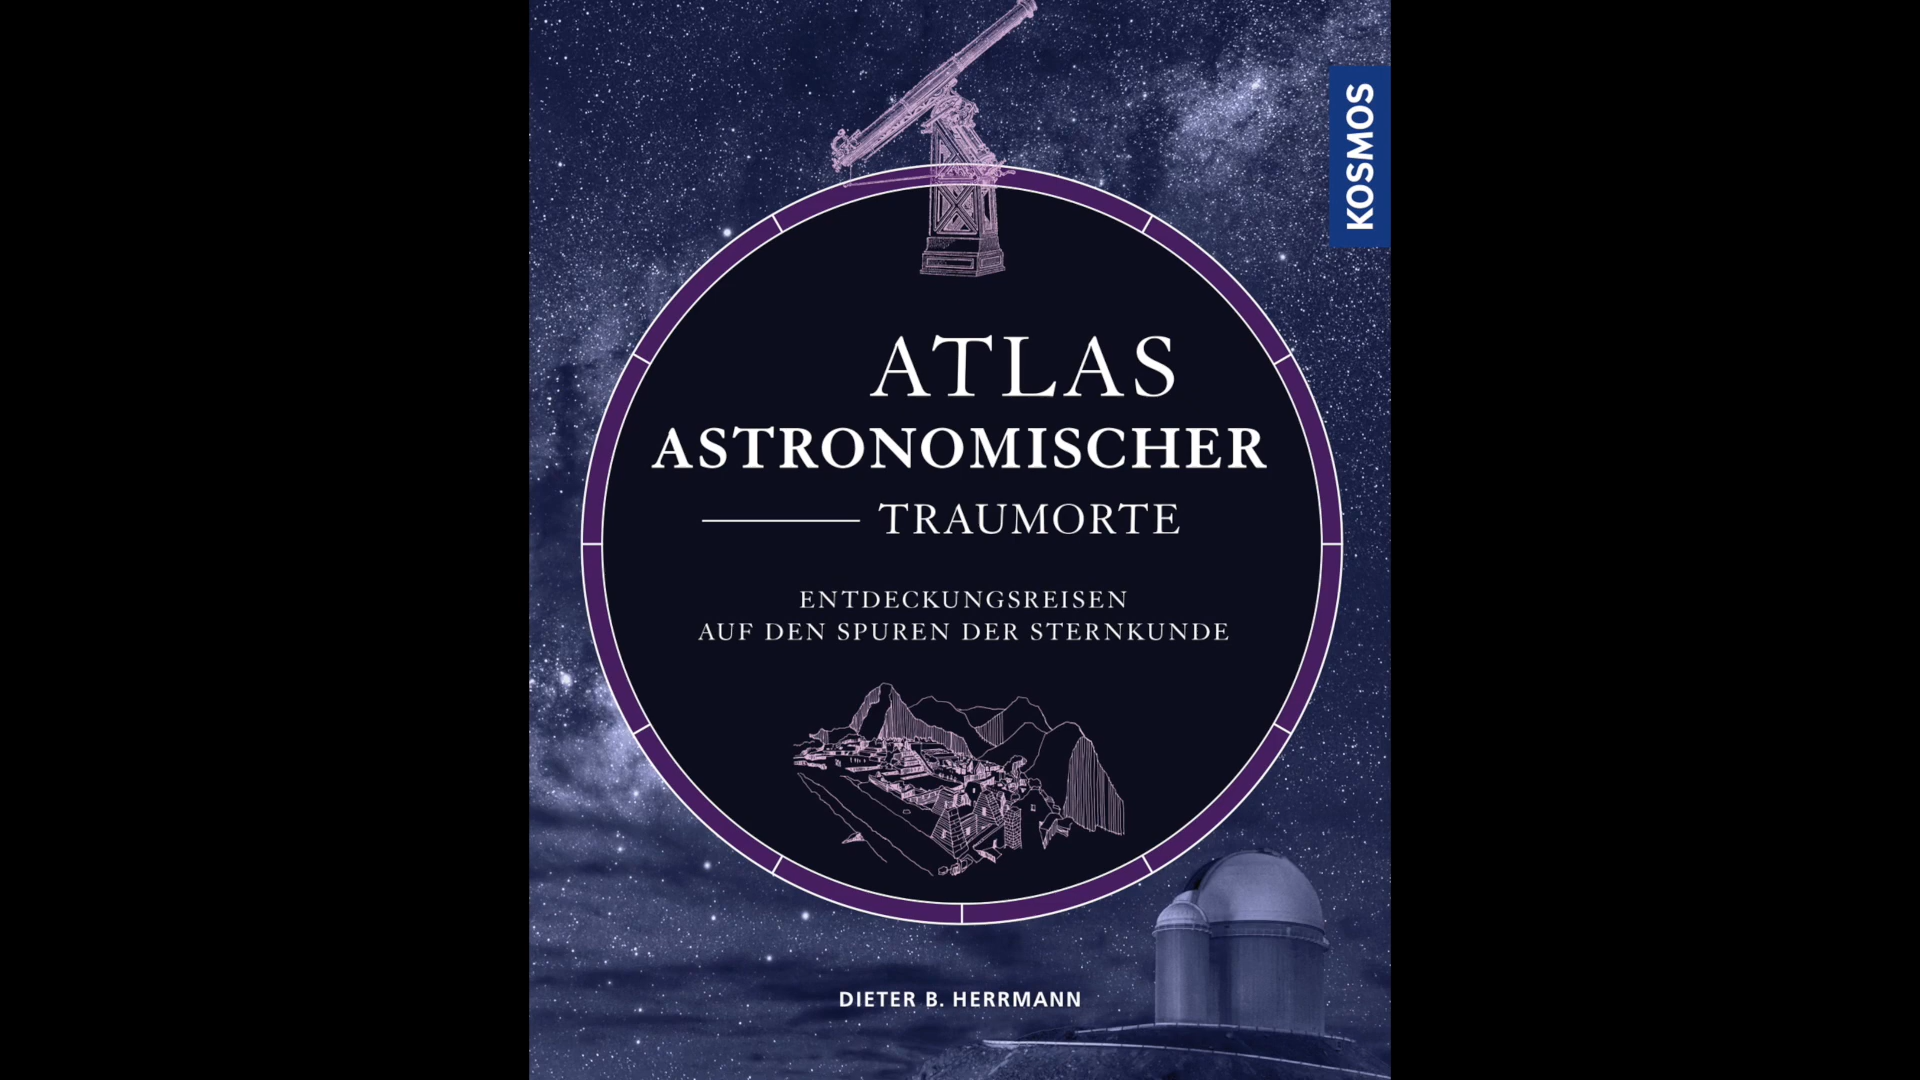 KOSMOS
ATLAS
ASTRONOMISCHER
TRAUMORTE
ENTDECKUNGSREISEN
AUF DEN SPUREN DER STERNKUNDE
DIETER B. HERRMANN